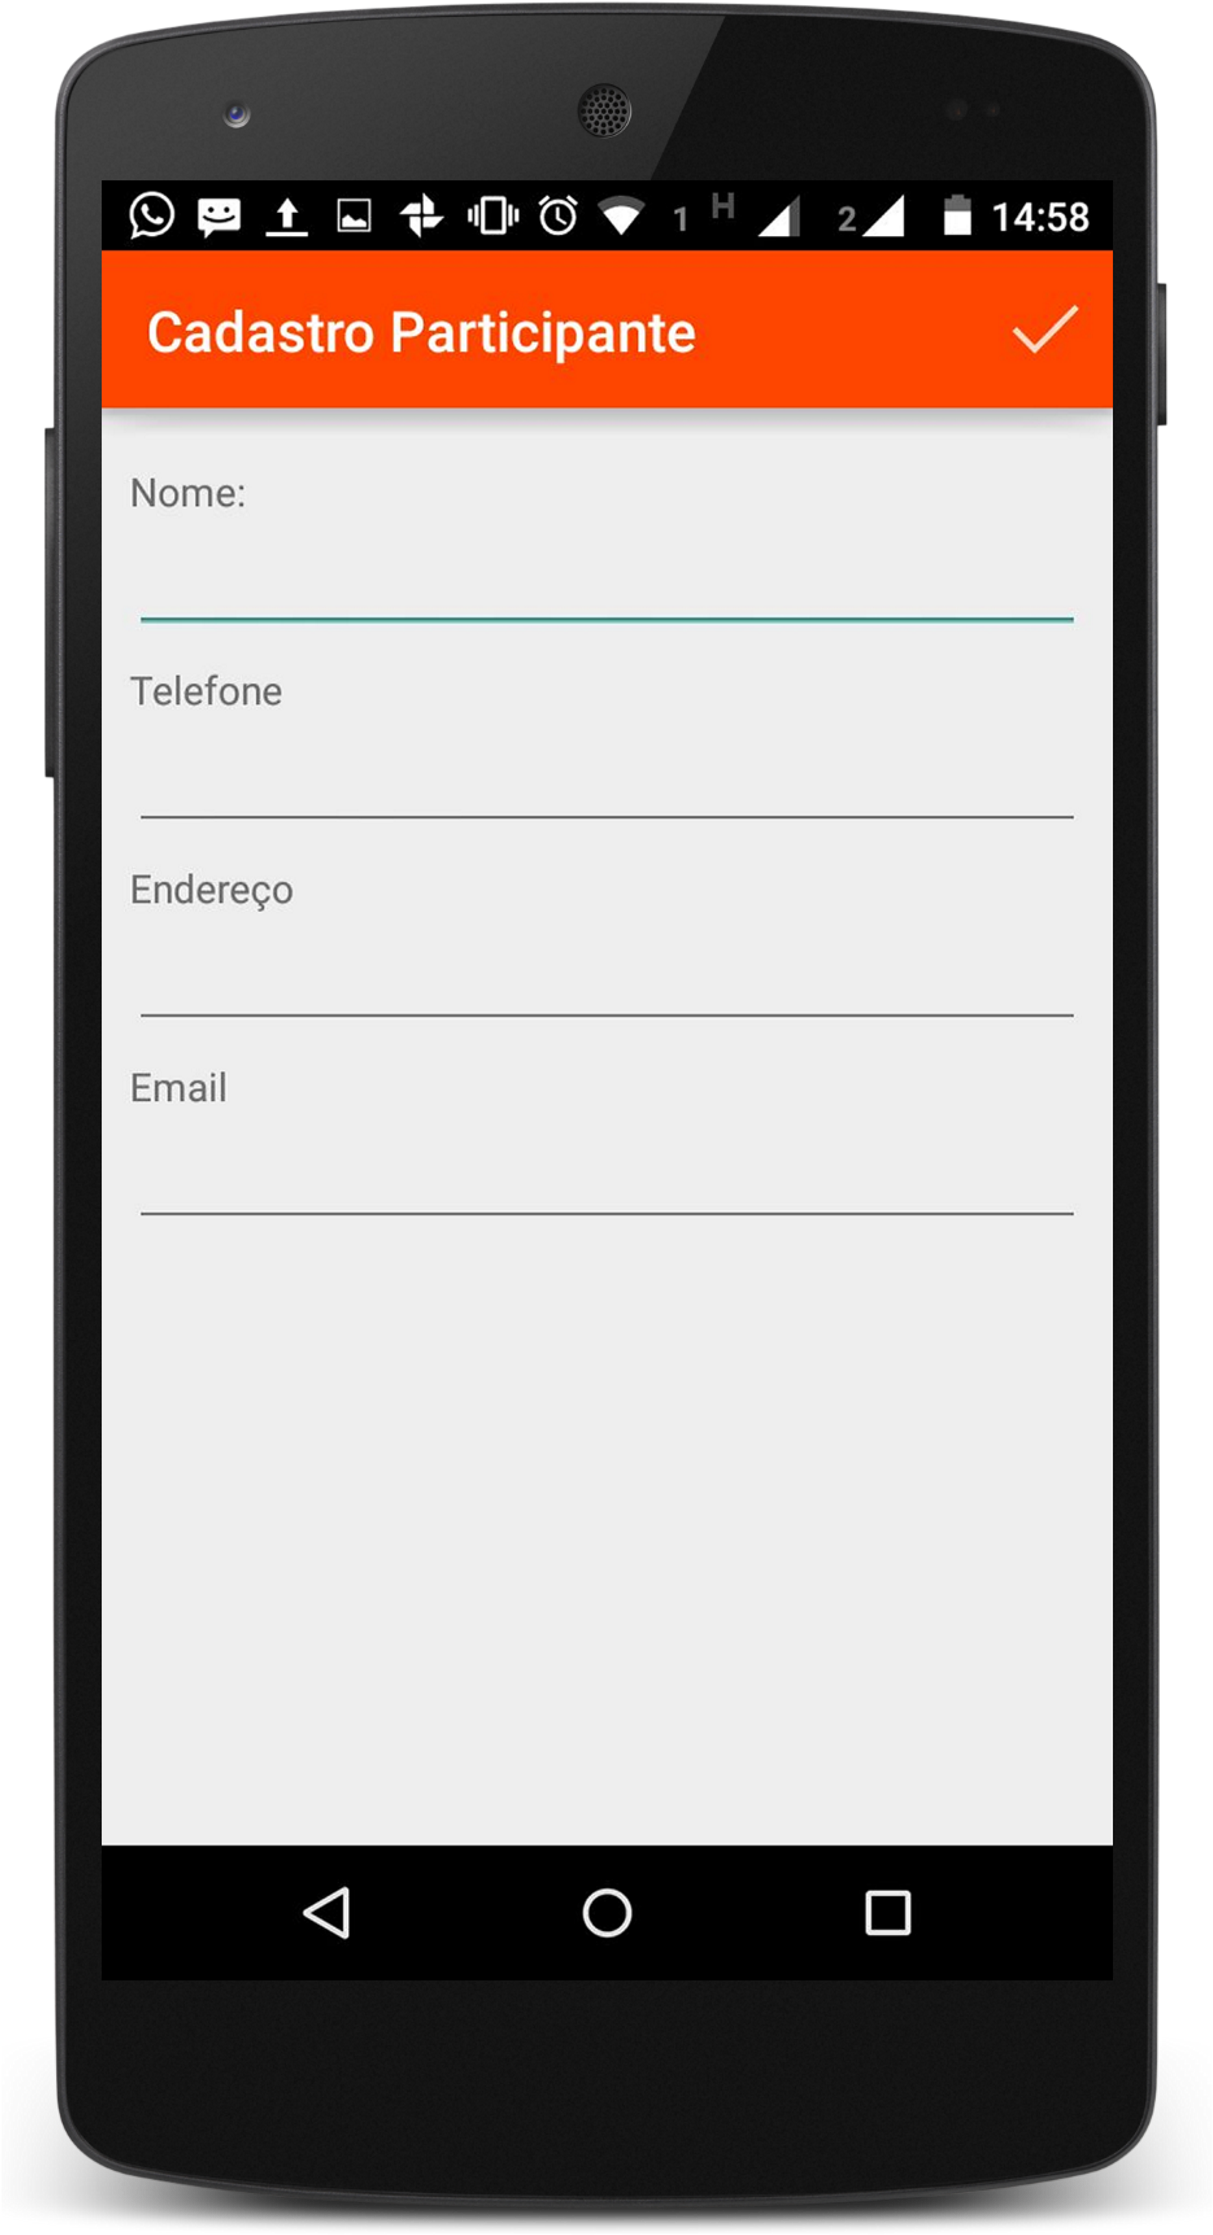 1 H 2 14:58
Cadastro Participante
Nome:
Telefone
Endereço
Email